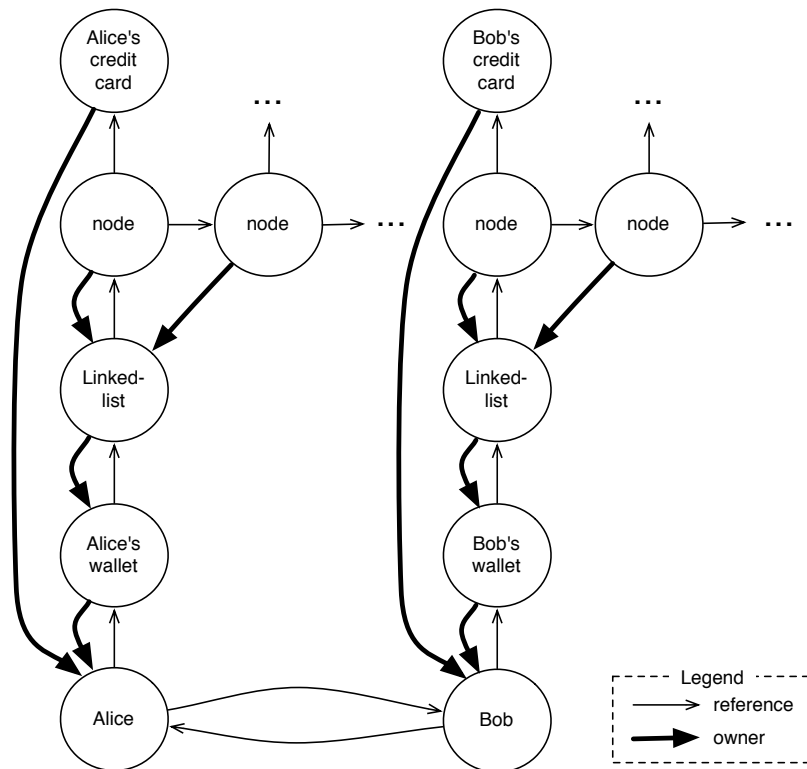 Alice's
credit
card
Bob's
credit
card
...
...
node
node
...
node
node
...
Linked-
list
Linked-
list
Alice's
wallet
Bob's
wallet
Alice
Bob
Legend
reference
owner